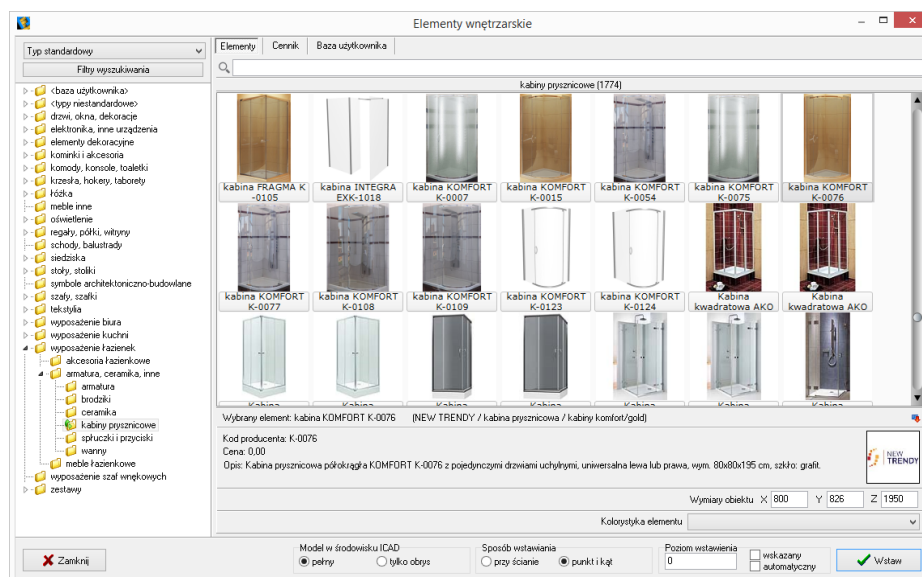 Elementy wnętrzarskie
Typ standardowy
Filtry wyszukiwania
<baza użytkownika>
<typy niestandardowe>
drzwi, okna, dekoracje
elektronika, inne urządzenia
elementy dekoracyjne
kominki i akcesoria
komody, konsole, toaletki
krzesła, hokery, taborety
łóżka
meble inne
oświetlenie
regały, półki, witryny
schody, balustrady
siedziska
stoły, stoliki
symbole architektoniczno-budowlane
szafy, szafki
tekstylia
wyposażenie biura
wyposażenie kuchni
wyposażenie łazienek
akcesoria łazienkowe
armatura, ceramika, inne
armatura
brodziki
ceramika
kabiny prysznicowe
spłuczki i przyciski
wanny
meble łazienkowe
wyposażenie szaf wnękowych
zestawy
Elementy Cennik Baza użytkownika
kabiny prysznicowe (1774)
kabina FRAGMA K kabina INTEGRA kabina KOMFORT kabina KOMFORT kabina KOMFORT kabina KOMFORT kabina KOMFORT
-0105 EXK-1018 K-0007 K-0015 K-0054 K-0075 K-0076
kabina KOMFORT kabina KOMFORT kabina KOMFORT kabina KOMFORT kabina KOMFORT Kabina Kabina
K-0077 K-0108 K-0109 K-0123 K-0124 kwadratowa AKO kwadratowa AKO
Kabina Kabina Kabina Kabina Kabina Kabina Kabina
Wybrany element: kabina KOMFORT K-0076 (NEW TRENDY / kabina prysznicowa / kabiny komfort/gold)
Kod producenta: K-0076
Cena: 0,00
Opis: Kabina prysznicowa półokrągła KOMFORT K-0076 z pojedynczymi drzwiami uchylnymi, uniwersalna lewa lub prawa, wym. 80x80x195 cm, szkło: grafit.
NEW
TRENDY
Wymiary obiektu X 800 Y 826 Z 1950
Kolorystyka elementu
Zamknij
Model w środowisku ICAD
pełny tylko obrys
Sposób wstawiania
przy ścianie punkt i kąt
Poziom wstawienia
0
wskazany
automatyczny
Wstaw